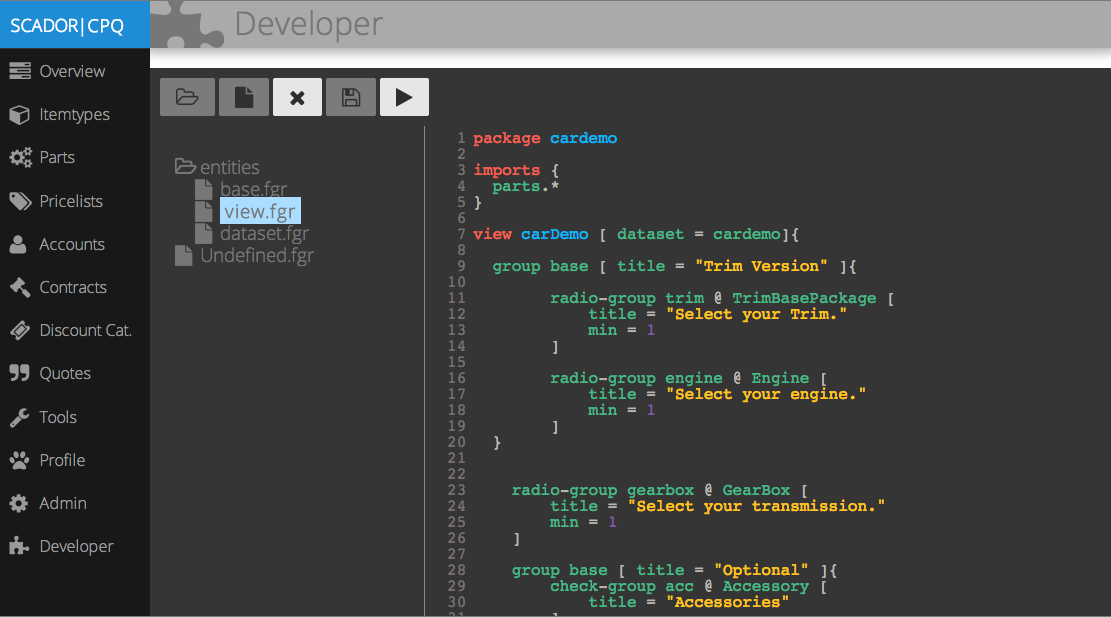 SCADOR|CPQ
Developer
Overview
Itemtypes
Parts
Pricelists
Accounts
Contracts
Discount Cat.
Quotes
Tools
Profile
Admin
Developer
entities
base.fgr
view.fgr
dataset.fgr
Undefined.fgr
1 package cardemo
2
3 imports {
4   parts.*
5 }
6
7 view carDemo [ dataset = cardemo]{
8
9   group base [ title = "Trim Version" ]{
10
11         radio-group trim @ TrimBasePackage [
12             title = "Select your Trim."
13             min = 1
14         ]
15
16         radio-group engine @ Engine [
17             title = "Select your engine."
18             min = 1
19         ]
20   }
21
22
23     radio-group gearbox @ GearBox [
24         title = "Select your transmission."
25         min = 1
26     ]
27
28     group base [ title = "Optional" ]{
29         check-group acc @ Accessory [
30             title = "Accessories"
31         ]